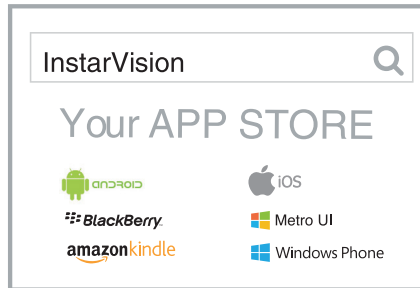 InstarVision
Your APP STORE
android iOS
BlackBerry Metro UI
amazonkindle Windows Phone